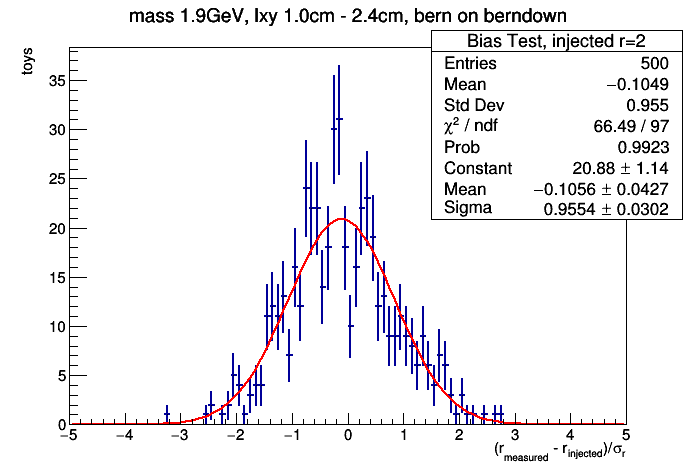 mass 1.9GeV, lxy 1.0cm - 2.4cm, bern on berndown
toys
Bias Test, injected r=2
Entries 500
Mean −0.1049
Std Dev 0.955
χ² / ndf 66.49 / 97
Prob 0.9923
Constant 20.88 ± 1.14
Mean −0.1056 ± 0.0427
Sigma 0.9554 ± 0.0302
35
30
25
20
15
10
5
0
−5 −4 −3 −2 −1 0 1 2 3 4 5
(r_measured - r_injected)/σ_r